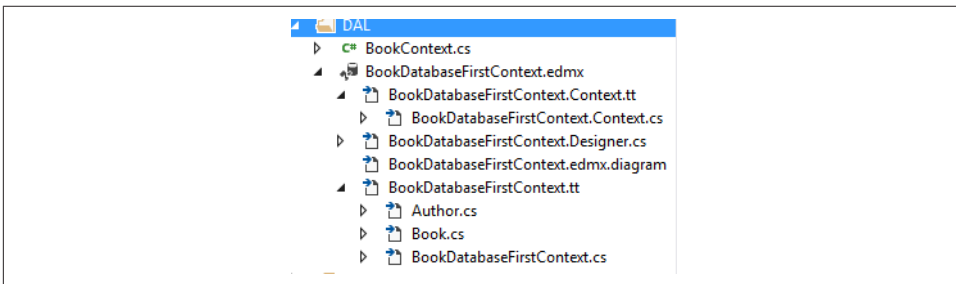 DAL
C# BookContext.cs
BookDatabaseFirstContext.edmx
BookDatabaseFirstContext.Context.tt
BookDatabaseFirstContext.Context.cs
BookDatabaseFirstContext.Designer.cs
BookDatabaseFirstContext.edmx.diagram
BookDatabaseFirstContext.tt
Author.cs
Book.cs
BookDatabaseFirstContext.cs